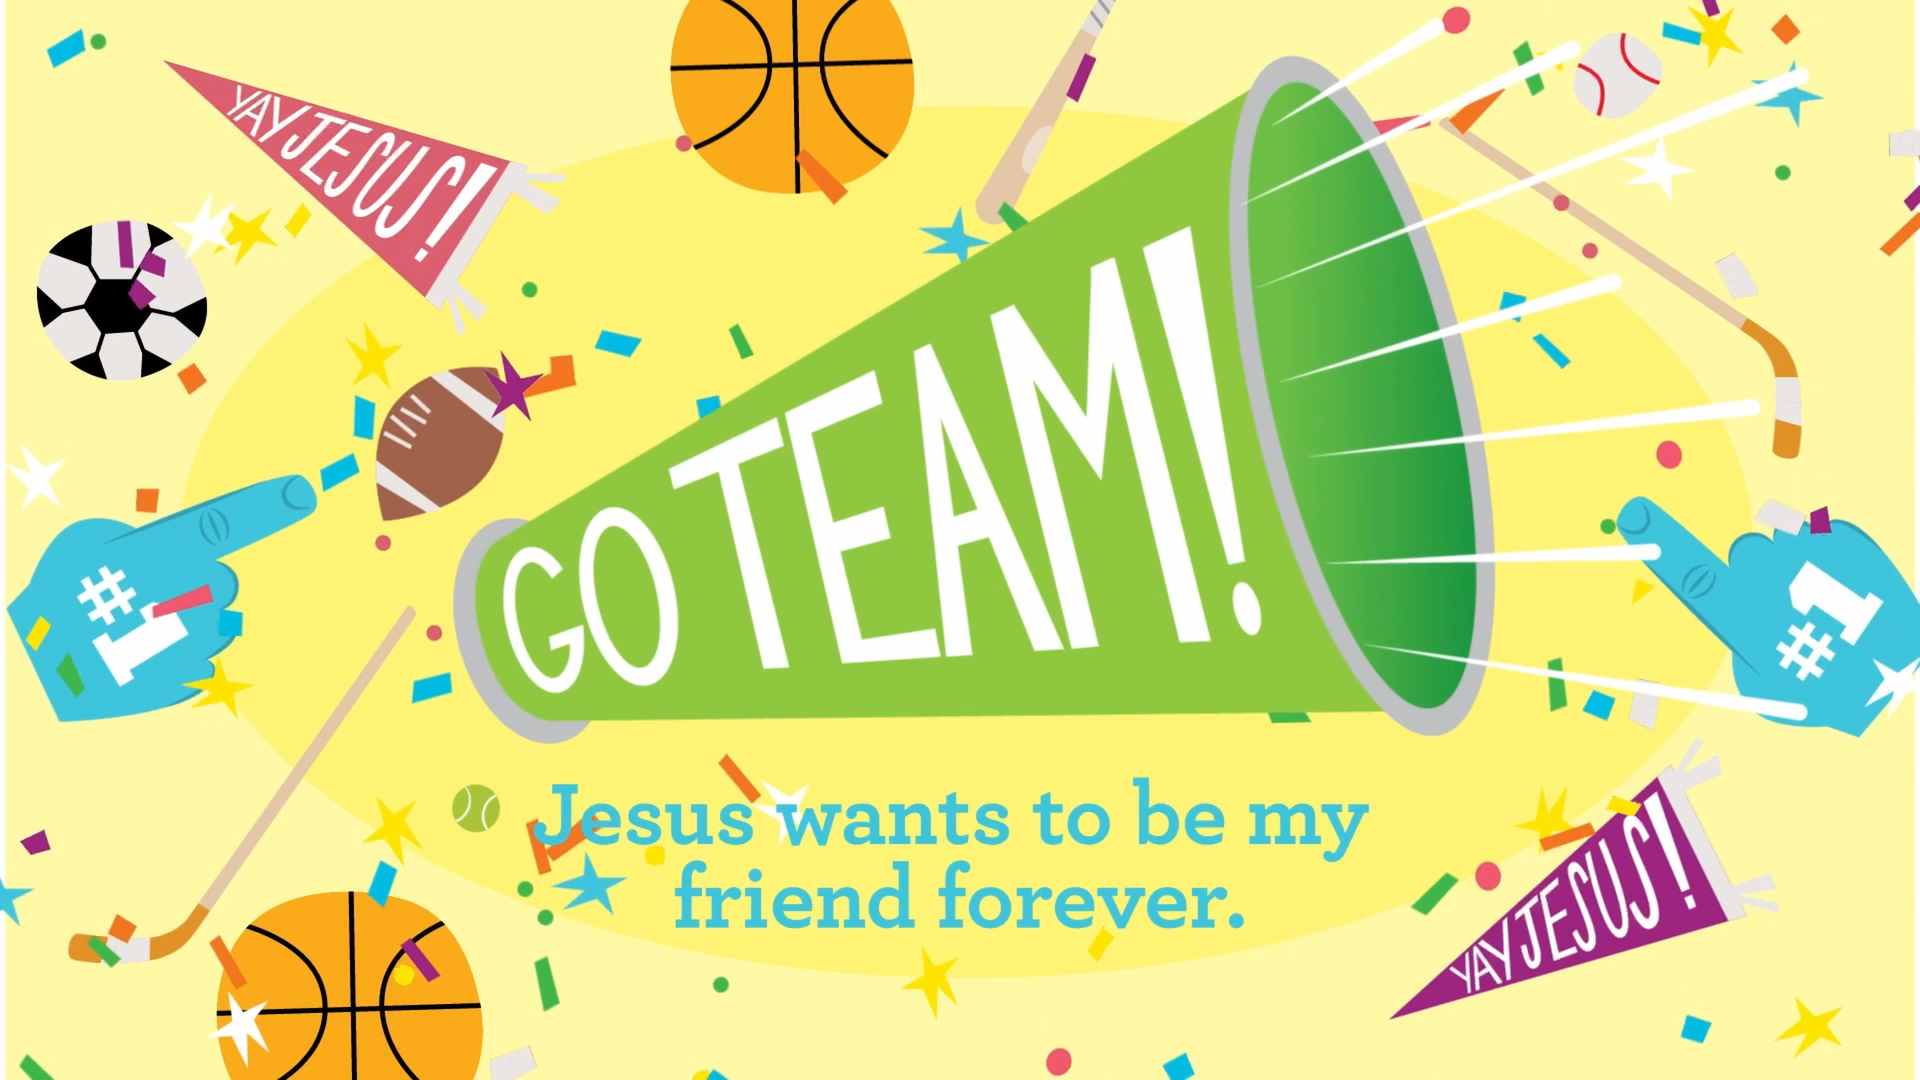 YAY JESUS!
GO TEAM!
#1
#1
Jesus wants to be my
friend forever.
YAY JESUS!